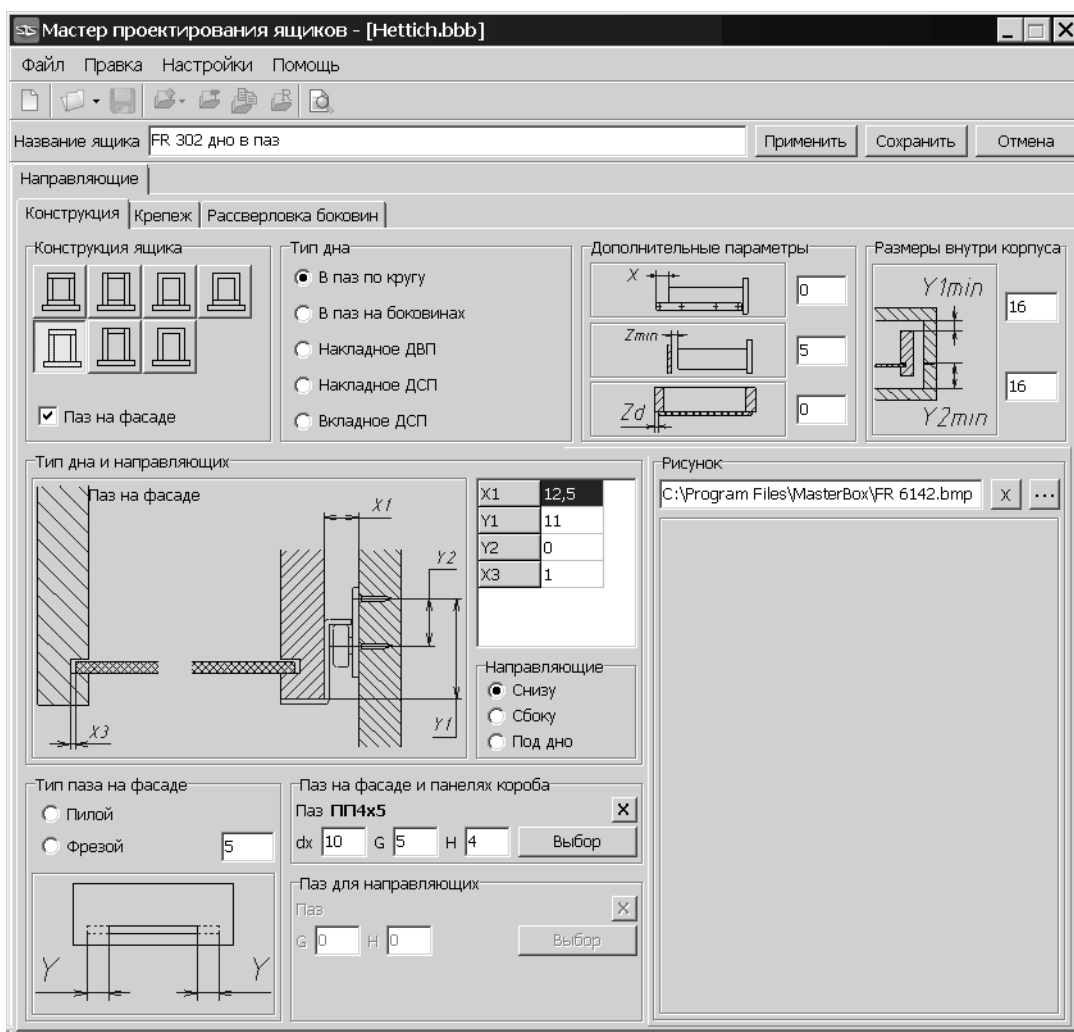 Мастер проектирования ящиков - [Hettich.bbb]
Файл Правка Настройки Помощь
Название ящика FR 302 дно в паз Применить Сохранить Отмена
Направляющие
Конструкция Крепеж Рассверловка боковин
Конструкция ящика
Паз на фасаде
Тип дна
В паз по кругу
В паз на боковинах
Накладное ДВП
Накладное ДСП
Вкладное ДСП
Дополнительные параметры
X 0
Zmin 5
Zd 0
Размеры внутри корпуса
Y1min 16
Y2min 16
Тип дна и направляющих
Паз на фасаде
X1
Y2
Y1
X3
X1 12,5
Y1 11
Y2 0
X3 1
Направляющие
Снизу
Сбоку
Под дно
Рисунок
C:\Program Files\MasterBox\FR 6142.bmp x ...
Тип паза на фасаде
Пилой
Фрезой 5
Y Y
Паз на фасаде и панелях короба
Паз ПП4x5 X
dx 10 G 5 H 4 Выбор
Паз для направляющих
Паз X
G 0 H 0 Выбор